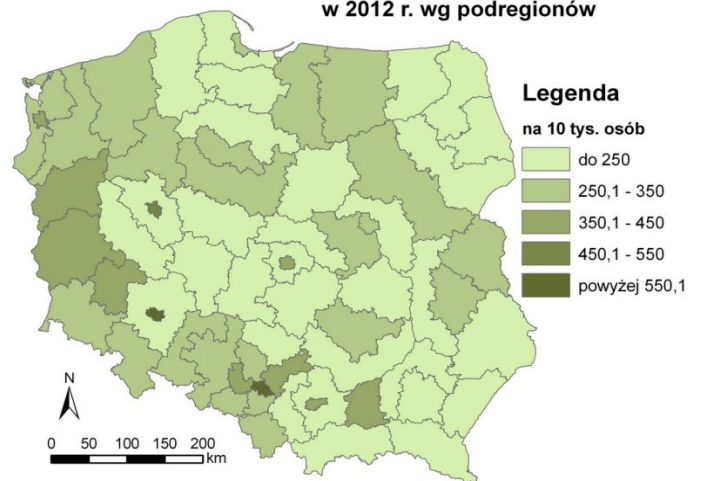 w 2012 r. wg podregionów
Legenda
na 10 tys. osób
do 250
250,1 - 350
350,1 - 450
450,1 - 550
powyżej 550,1
N
0 50 100 150 200
km